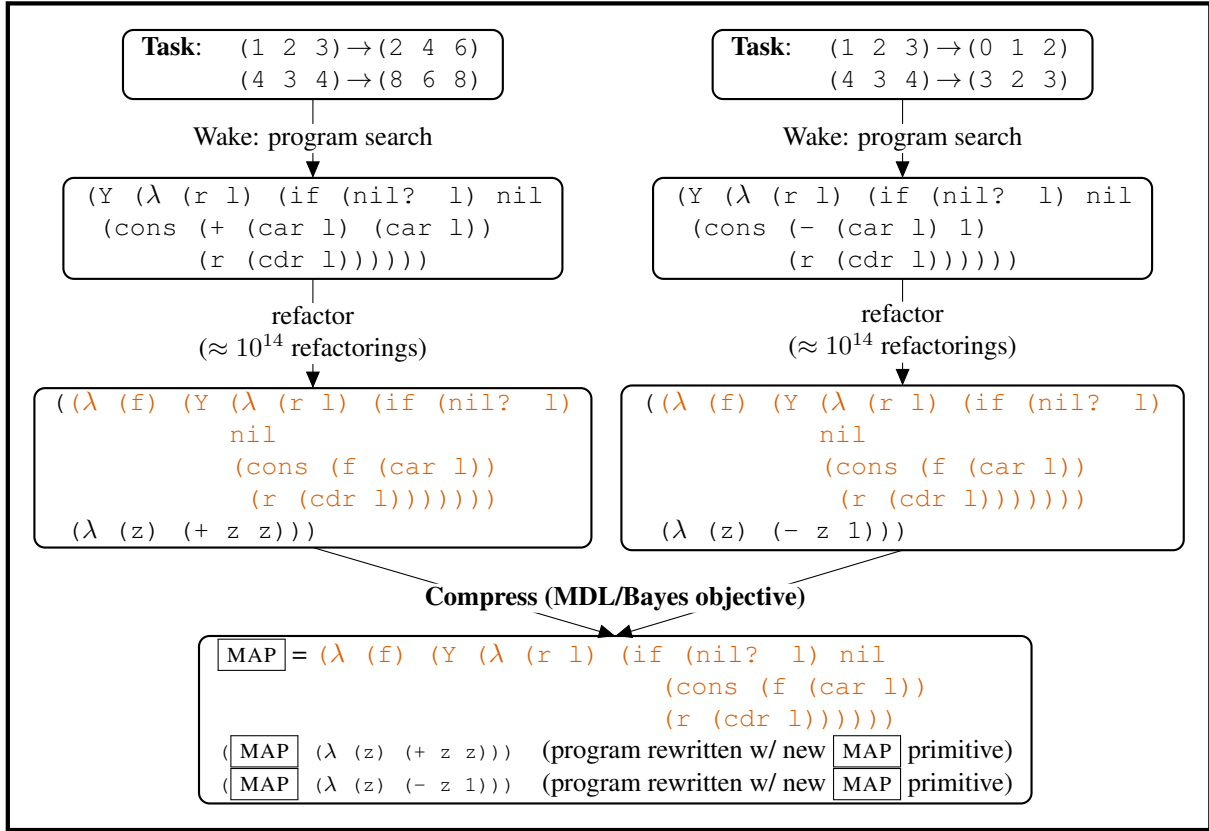 Task: (1 2 3)→(2 4 6)
(4 3 4)→(8 6 8)
Wake: program search
(Y (λ (r l) (if (nil? l) nil
(cons (+ (car l) (car l))
(r (cdr l))))))
refactor
(≈ 10¹⁴ refactorings)
((λ (f) (Y (λ (r l) (if (nil? l)
nil
(cons (f (car l))
(r (cdr l)))))))
(λ (z) (+ z z)))
Task: (1 2 3)→(0 1 2)
(4 3 4)→(3 2 3)
Wake: program search
(Y (λ (r l) (if (nil? l) nil
(cons (- (car l) 1)
(r (cdr l))))))
refactor
(≈ 10¹⁴ refactorings)
((λ (f) (Y (λ (r l) (if (nil? l)
nil
(cons (f (car l))
(r (cdr l)))))))
(λ (z) (- z 1)))
Compress (MDL/Bayes objective)
MAP = (λ (f) (Y (λ (r l) (if (nil? l) nil
(cons (f (car l))
(r (cdr l))))))
(MAP (λ (z) (+ z z))) (program rewritten w/ new MAP primitive)
(MAP (λ (z) (- z 1))) (program rewritten w/ new MAP primitive)